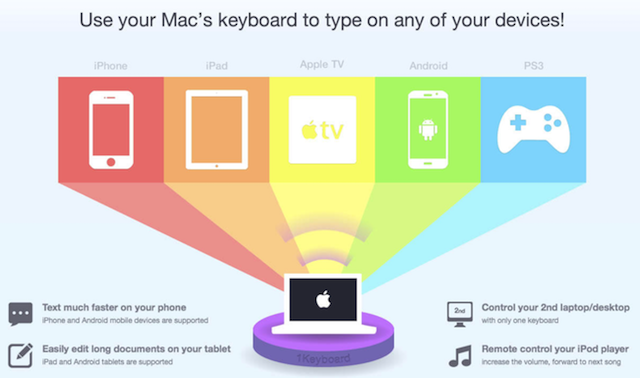 Use your Mac's keyboard to type on any of your devices!
iPhone
iPad
Apple TV
Android
PS3
tv
Text much faster on your phone
iPhone and Android mobile devices are supported
Easily edit long documents on your tablet
iPad and Android tablets are supported
1Keyboard
2nd
Control your 2nd laptop/desktop
with only one keyboard
Remote control your iPod player
increase the volume, forward to next song